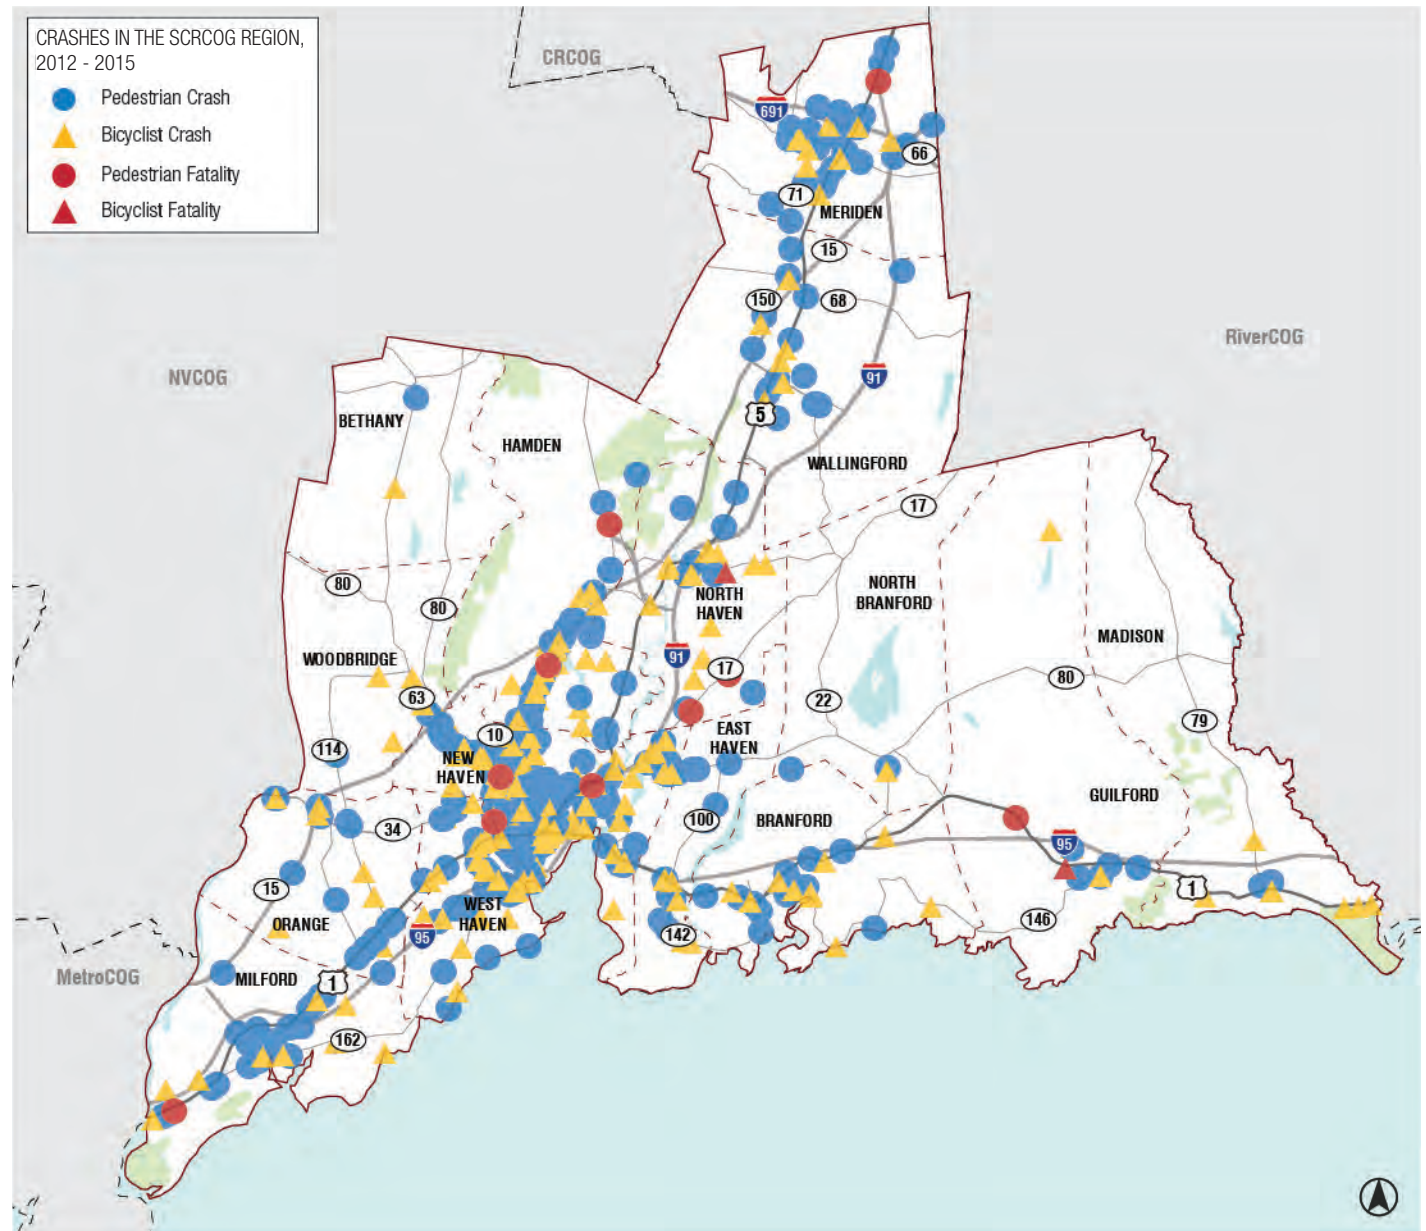 CRASHES IN THE SCRCOG REGION,
2012 - 2015
Pedestrian Crash
Bicyclist Crash
Pedestrian Fatality
Bicyclist Fatality
CRCOG
691
66
71
MERIDEN
15
150
68
RiverCOG
NVCOG
91
BETHANY
5
HAMDEN
WALLINGFORD
17
80
80
NORTH
HAVEN
NORTH
BRANFORD
MADISON
WOODBRIDGE
91
17
63
22
80
79
10
114
EAST
HAVEN
NEW
HAVEN
GUILFORD
100
BRANFORD
34
95
15
1
WEST
HAVEN
146
ORANGE
95
142
MetroCOG
MILFORD
1
162